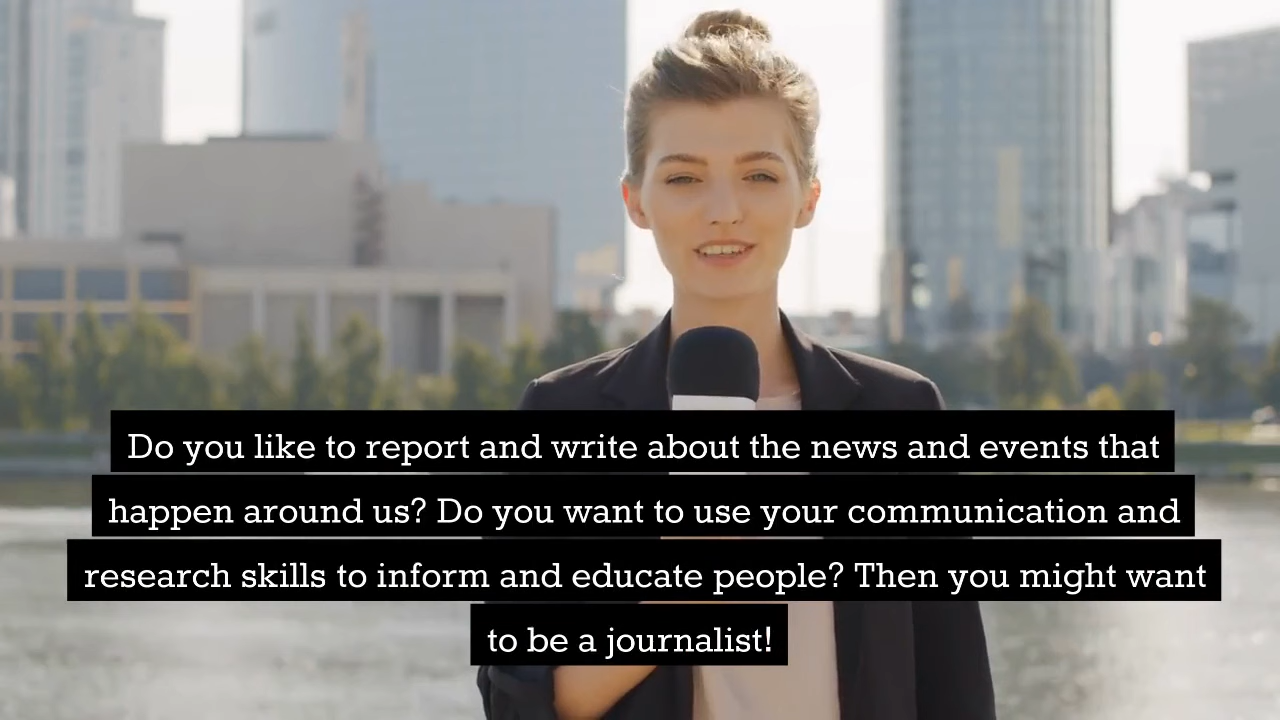 Do you like to report and write about the news and events that
happen around us? Do you want to use your communication and
research skills to inform and educate people? Then you might want
to be a journalist!